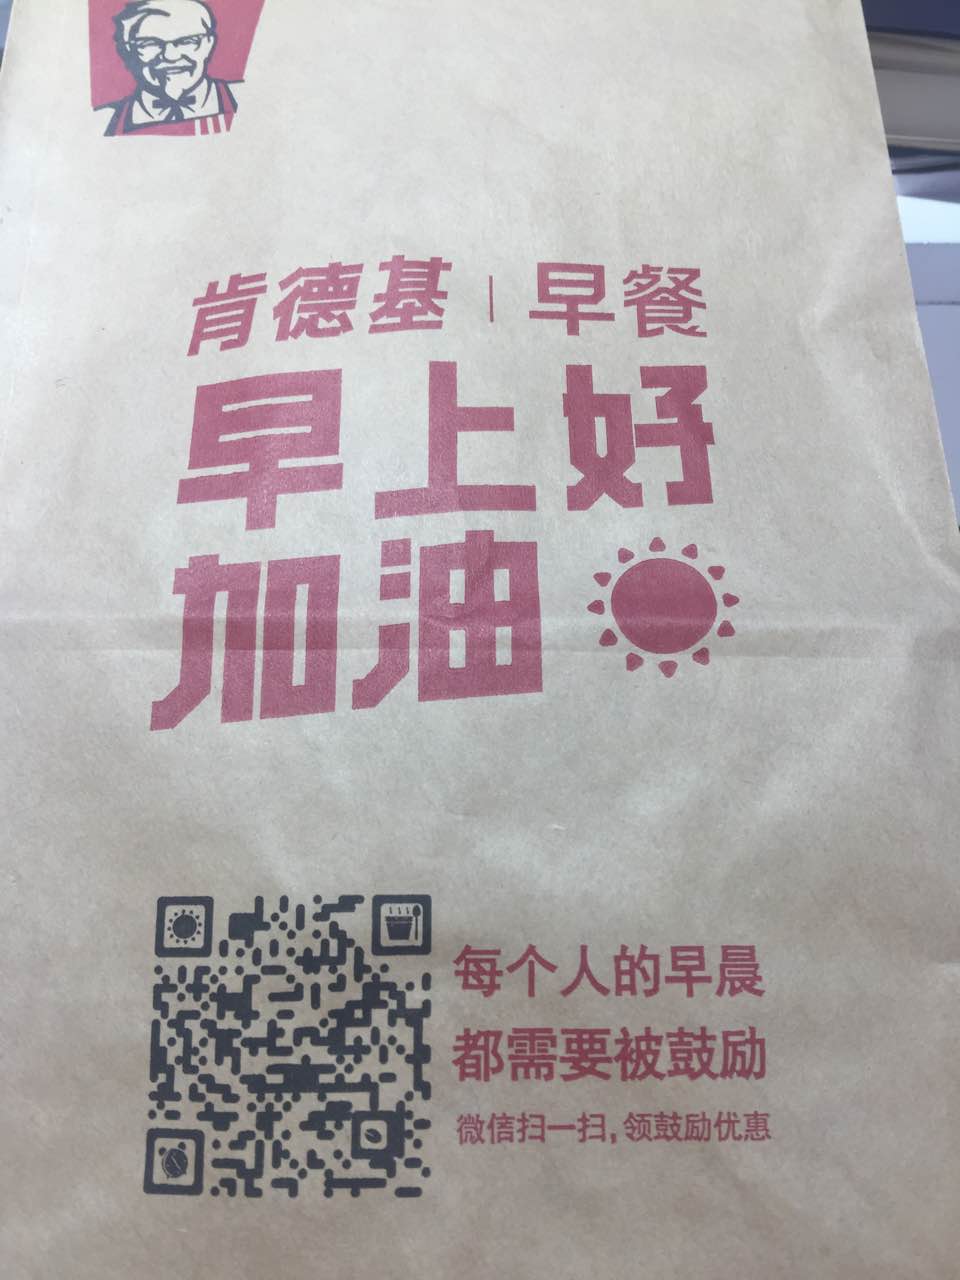 肯德基 | 早餐
早上好
加油
每个人的早晨
都需要被鼓励
微信扫一扫,领鼓励优惠